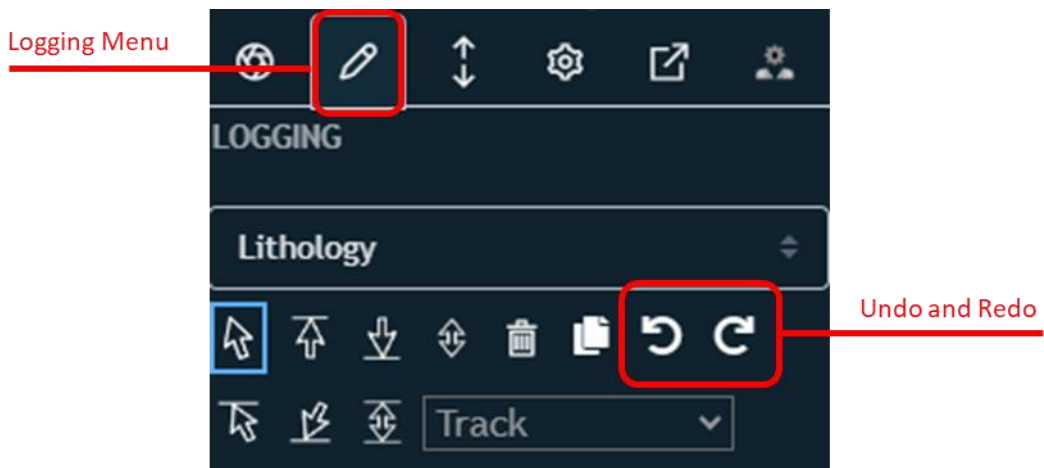 Logging Menu
LOGGING
Lithology
Undo and Redo
Track